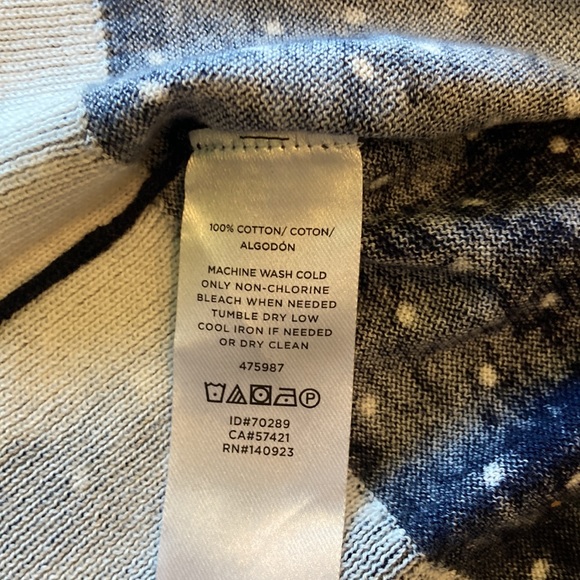 100% COTTON/ COTON/
ALGODÓN
MACHINE WASH COLD
ONLY NON-CHLORINE
BLEACH WHEN NEEDED
TUMBLE DRY LOW
COOL IRON IF NEEDED
OR DRY CLEAN
475987
P
ID#70289
CA#57421
RN#140923